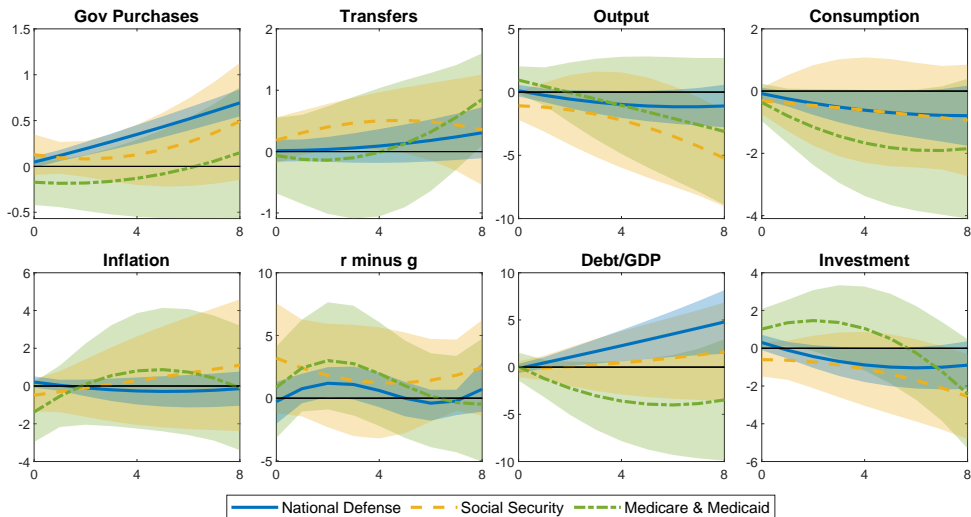 Gov Purchases
Transfers
Output
Consumption
1.5
1
0.5
0
-0.5
0 4 8
2
1
0
-1
0 4 8
5
0
-5
-10
0 4 8
2
0
-2
-4
0 4 8
Inflation
r minus g
Debt/GDP
Investment
6
4
2
0
-2
-4
0 4 8
10
5
0
-5
0 4 8
10
5
0
-5
-10
0 4 8
4
2
0
-2
-4
-6
0 4 8
National Defense Social Security Medicare & Medicaid